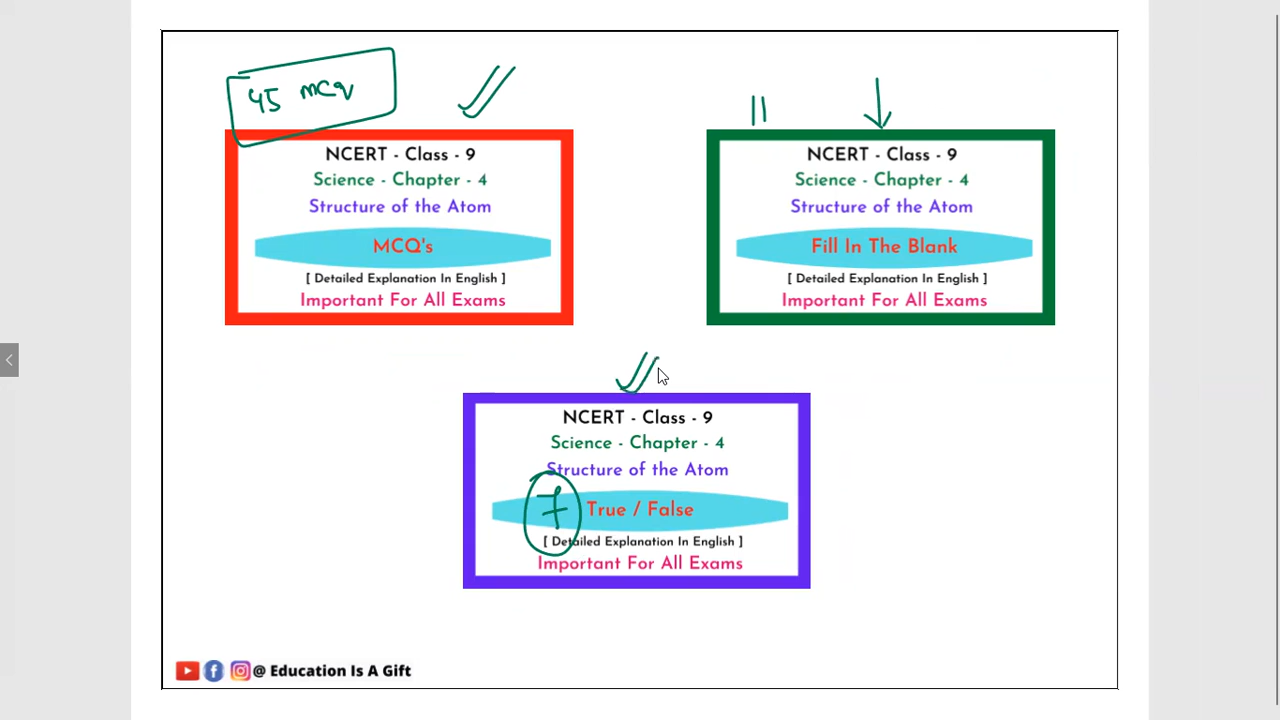 45 MCQ
NCERT - Class - 9
Science - Chapter - 4
Structure of the Atom
MCQ's
[ Detailed Explanation In English ]
Important For All Exams
11
NCERT - Class - 9
Science - Chapter - 4
Structure of the Atom
Fill In The Blank
[ Detailed Explanation In English ]
Important For All Exams
NCERT - Class - 9
Science - Chapter - 4
Structure of the Atom
7 True / False
[ Detailed Explanation In English ]
Important For All Exams
@ Education Is A Gift